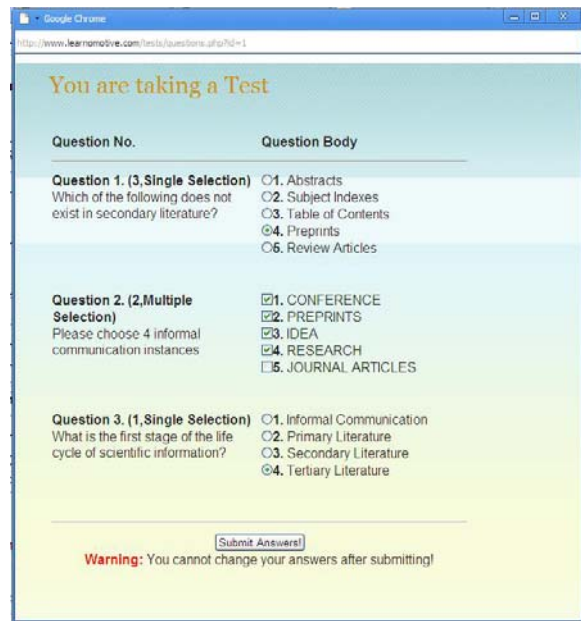 Google Chrome
http://www.learnomotive.com/tests/questions.php?id=1
You are taking a Test
Question No. Question Body
Question 1. (3,Single Selection)
Which of the following does not
exist in secondary literature?
1. Abstracts
2. Subject Indexes
3. Table of Contents
4. Preprints
5. Review Articles
Question 2. (2,Multiple
Selection)
Please choose 4 informal
communication instances
1. CONFERENCE
2. PREPRINTS
3. IDEA
4. RESEARCH
5. JOURNAL ARTICLES
Question 3. (1,Single Selection)
What is the first stage of the life
cycle of scientific information?
1. Informal Communication
2. Primary Literature
3. Secondary Literature
4. Tertiary Literature
Submit Answers!
Warning: You cannot change your answers after submitting!